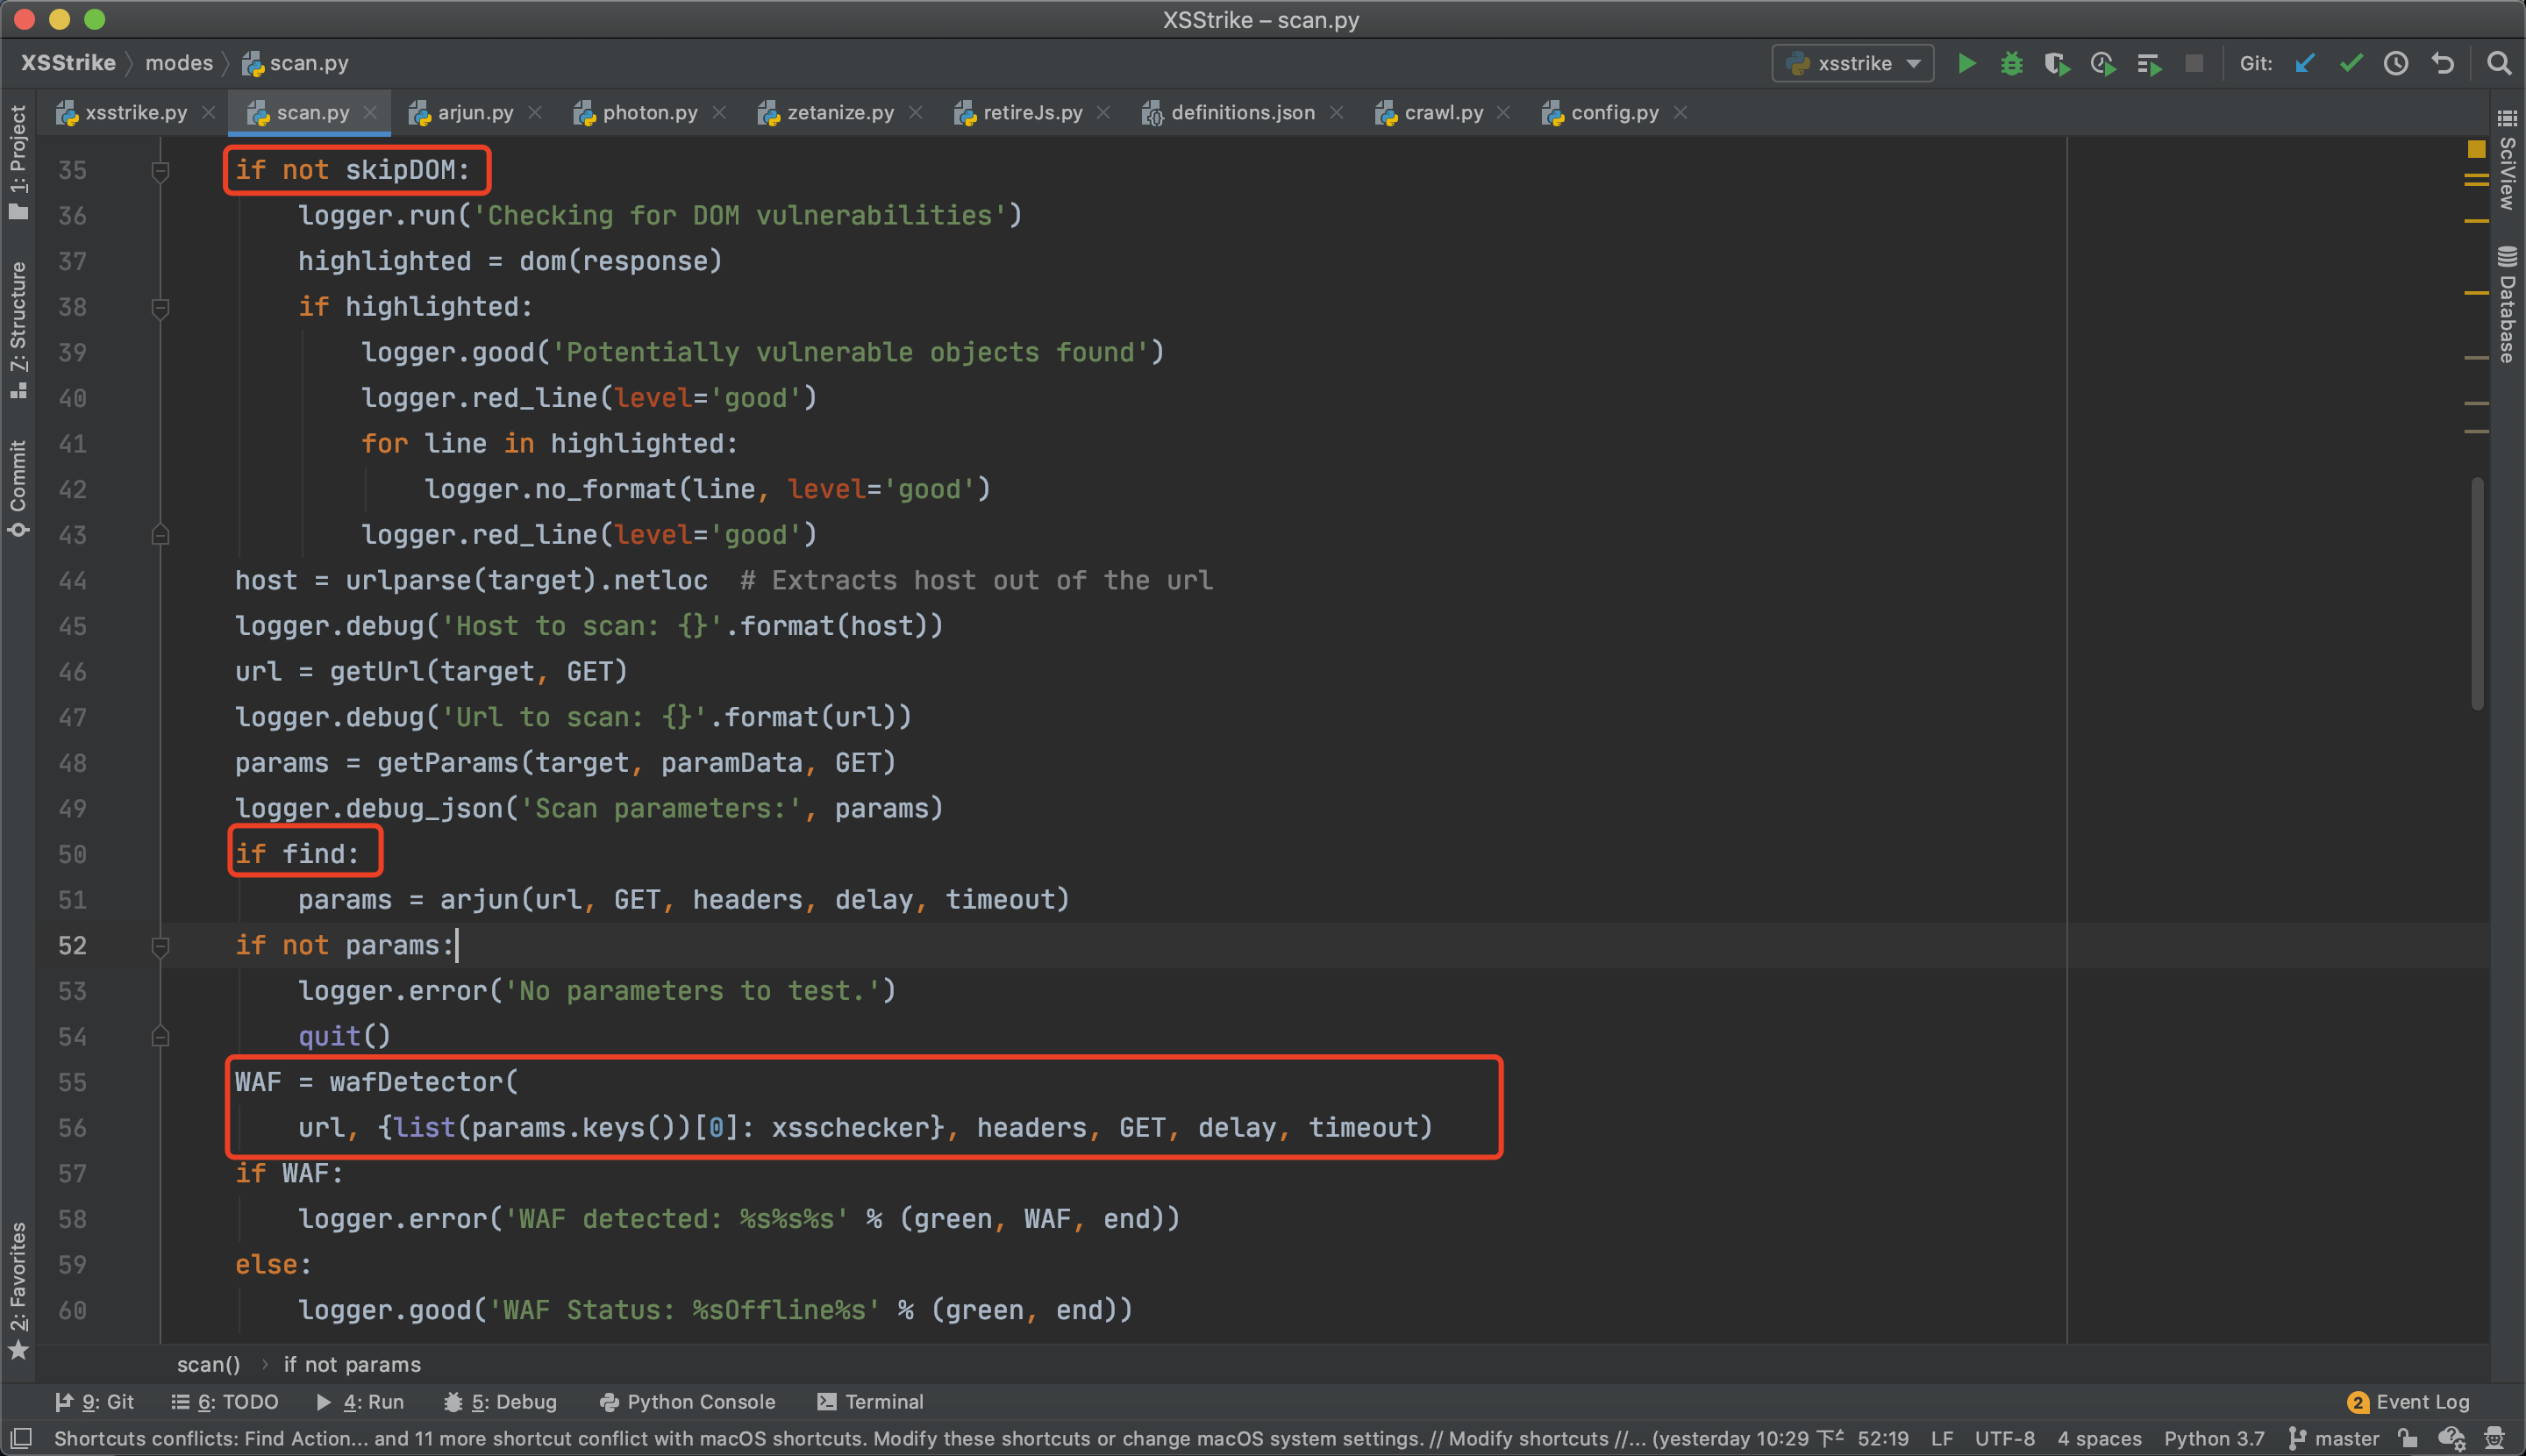 XSStrike – scan.py
XSStrike modes scan.py xsstrike Git:
xsstrike.py scan.py arjun.py photon.py zetanize.py retireJs.py definitions.json crawl.py config.py
1: Project
Z: Structure
Commit
2: Favorites
SciView
Database
35 if not skipDOM:
36 logger.run('Checking for DOM vulnerabilities')
37 highlighted = dom(response)
38 if highlighted:
39 logger.good('Potentially vulnerable objects found')
40 logger.red_line(level='good')
41 for line in highlighted:
42 logger.no_format(line, level='good')
43 logger.red_line(level='good')
44 host = urlparse(target).netloc  # Extracts host out of the url
45 logger.debug('Host to scan: {}'.format(host))
46 url = getUrl(target, GET)
47 logger.debug('Url to scan: {}'.format(url))
48 params = getParams(target, paramData, GET)
49 logger.debug_json('Scan parameters:', params)
50 if find:
51 params = arjun(url, GET, headers, delay, timeout)
52 if not params:
53 logger.error('No parameters to test.')
54 quit()
55 WAF = wafDetector(
56 url, {list(params.keys())[0]: xsschecker}, headers, GET, delay, timeout)
57 if WAF:
58 logger.error('WAF detected: %s%s%s' % (green, WAF, end))
59 else:
60 logger.good('WAF Status: %sOffline%s' % (green, end))
scan() › if not params
9: Git 6: TODO 4: Run 5: Debug Python Console Terminal 2 Event Log
Shortcuts conflicts: Find Action... and 11 more shortcut conflict with macOS shortcuts. Modify these shortcuts or change macOS system settings. // Modify shortcuts //... (yesterday 10:29 52:19 LF UTF-8 4 spaces Python 3.7 master